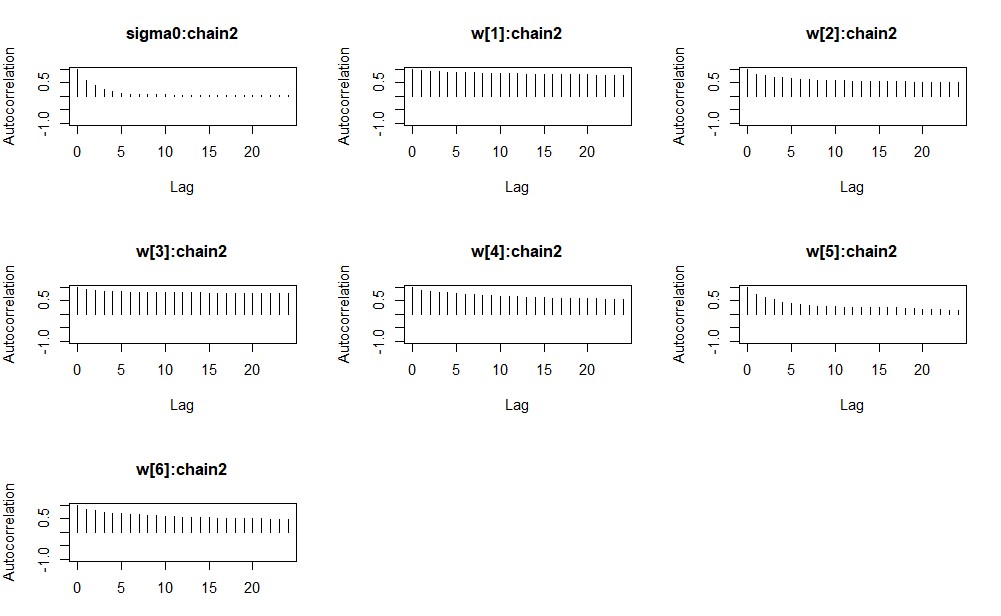 sigma0:chain2 w[1]:chain2 w[2]:chain2
Autocorrelation Autocorrelation Autocorrelation
0.5 0.5 0.5
-1.0 -1.0 -1.0
0 5 10 15 20 0 5 10 15 20 0 5 10 15 20
Lag Lag Lag
w[3]:chain2 w[4]:chain2 w[5]:chain2
Autocorrelation Autocorrelation Autocorrelation
0.5 0.5 0.5
-1.0 -1.0 -1.0
0 5 10 15 20 0 5 10 15 20 0 5 10 15 20
Lag Lag Lag
w[6]:chain2
Autocorrelation
0.5
-1.0
0 5 10 15 20